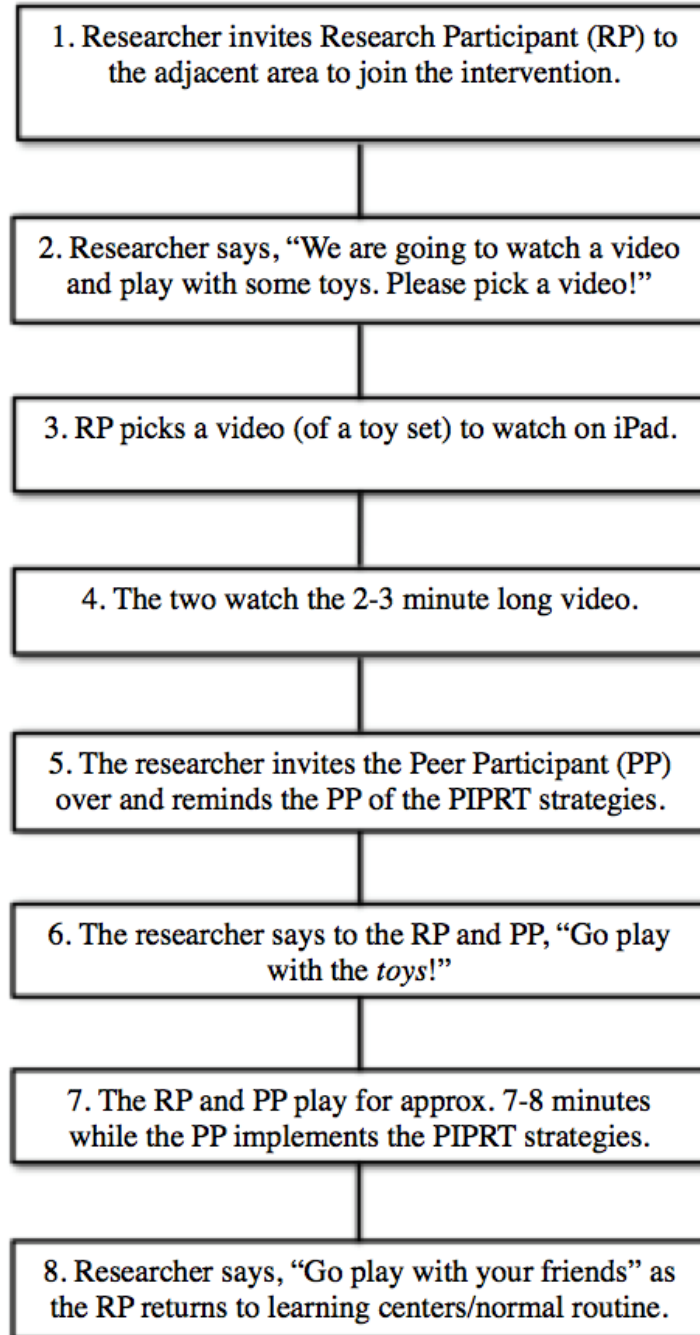 1. Researcher invites Research Participant (RP) to
the adjacent area to join the intervention.
2. Researcher says, “We are going to watch a video
and play with some toys. Please pick a video!”
3. RP picks a video (of a toy set) to watch on iPad.
4. The two watch the 2-3 minute long video.
5. The researcher invites the Peer Participant (PP)
over and reminds the PP of the PIPRT strategies.
6. The researcher says to the RP and PP, “Go play
with the toys!”
7. The RP and PP play for approx. 7-8 minutes
while the PP implements the PIPRT strategies.
8. Researcher says, “Go play with your friends” as
the RP returns to learning centers/normal routine.